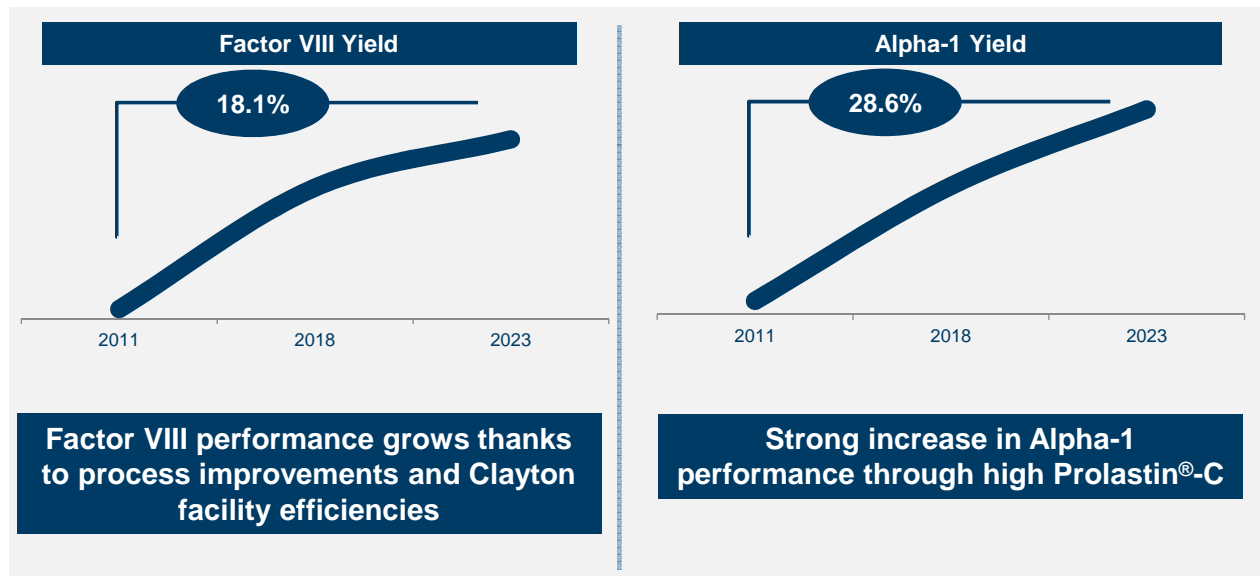 Factor VIII Yield
18.1%
2011 2018 2023
Factor VIII performance grows thanks
to process improvements and Clayton
facility efficiencies
Alpha-1 Yield
28.6%
2011 2018 2023
Strong increase in Alpha-1
performance through high Prolastin®-C